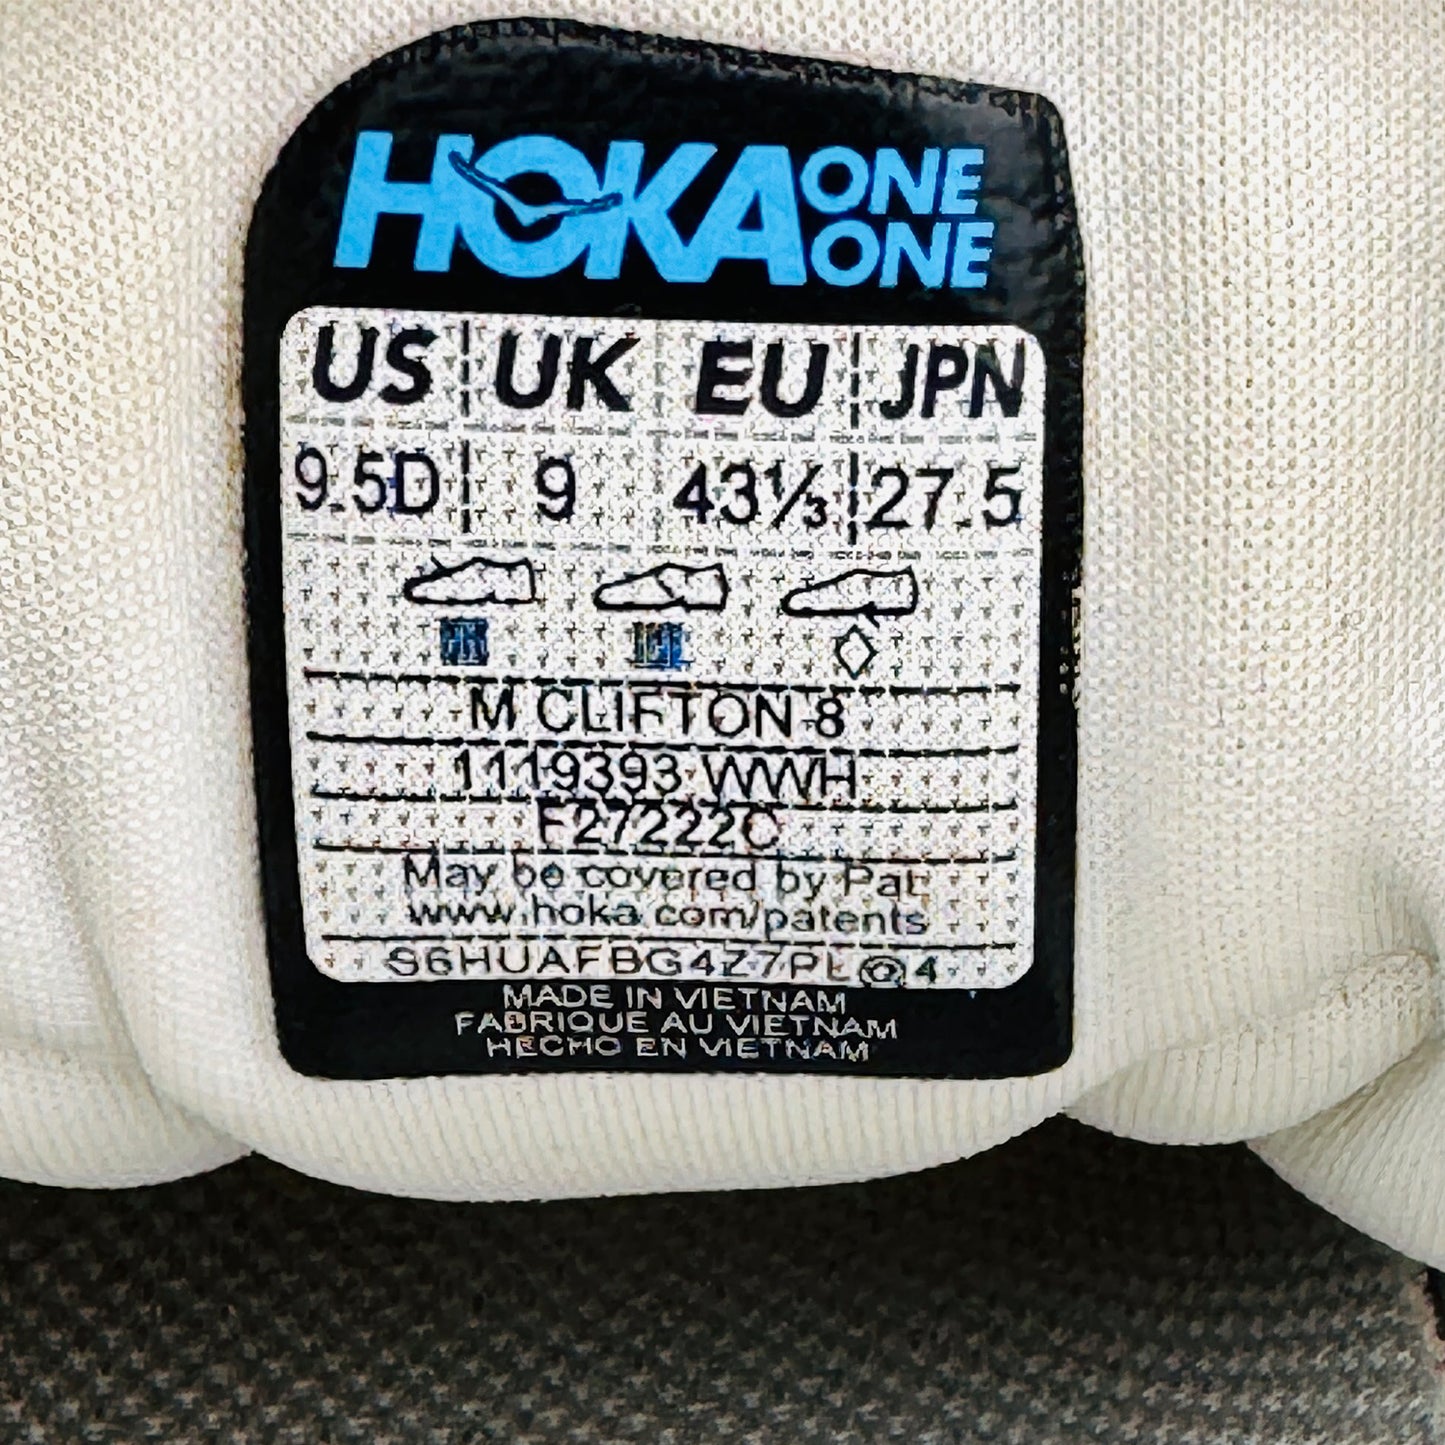 HOKA ONE ONE
US UK EU JPN
9.5D 9 43⅓ 27.5
M CLIFTON 8
1119393 WWH
F27222C
May be covered by Pat.
www.hoka.com/patents
S6HUAFBG4Z7PL @ 4
MADE IN VIETNAM
FABRIQUE AU VIETNAM
HECHO EN VIETNAM